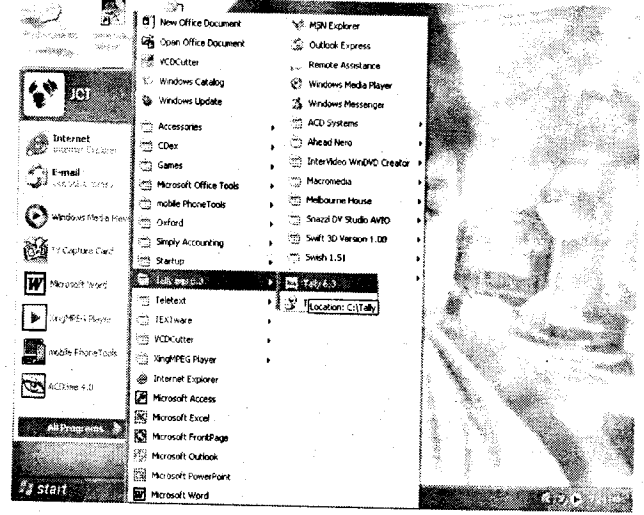 JCT
Internet
Internet Explorer
E-mail
Windows Media Player
TV Capture Card
Microsoft Word
XingMPEG Player
mobile PhoneTools
ACDSee 4.0
All Programs
start
New Office Document
Open Office Document
VCDCutter
Windows Catalog
Windows Update
Accessories
CDex
Games
Microsoft Office Tools
mobile PhoneTools
Oxford
Simply Accounting
Startup
Teletext
TEXTware
VCDCutter
XingMPEG Player
Internet Explorer
Microsoft Access
Microsoft Excel
Microsoft FrontPage
Microsoft Outlook
Microsoft PowerPoint
Microsoft Word
MSN Explorer
Outlook Express
Remote Assistance
Windows Media Player
Windows Messenger
ACD Systems
Ahead Nero
InterVideo WinDVD Creator
Macromedia
Melbourne House
Snazzi DV Studio AVIO
Swift 3D Version 1.00
Swish 1.51
Tally 6.3
Location: C:\Tally